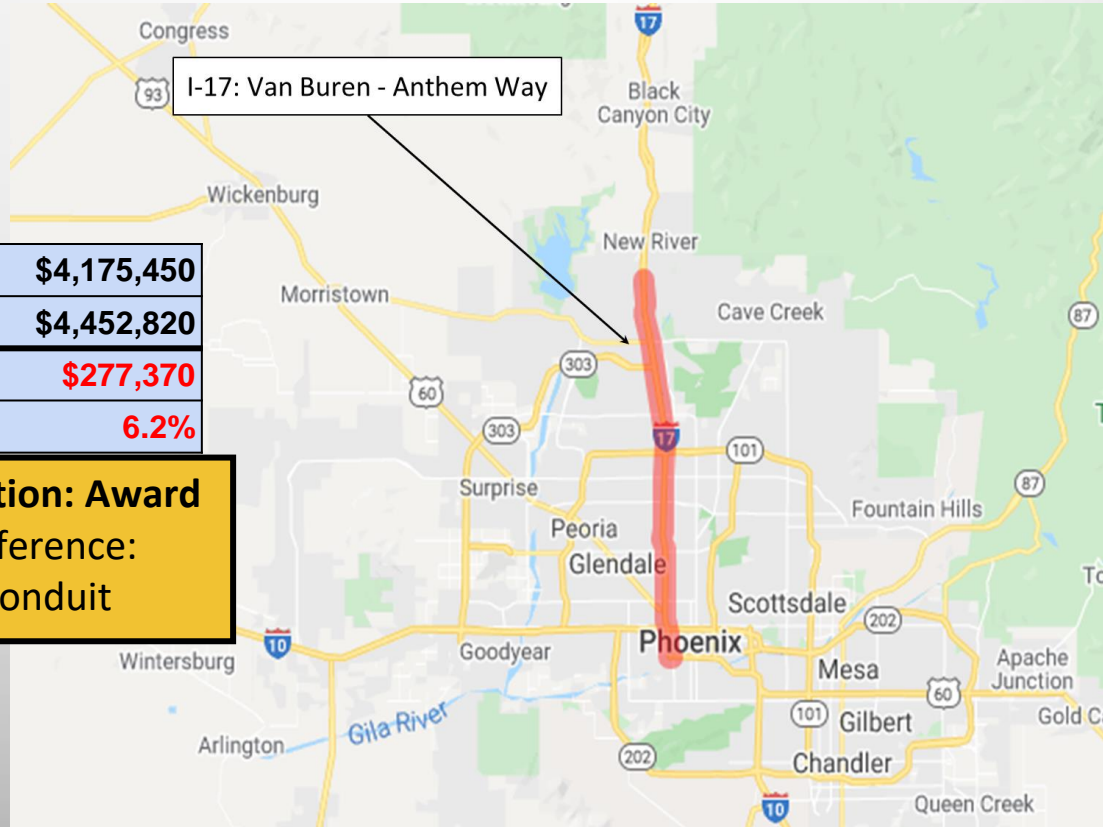 17
Congress
93
I-17: Van Buren - Anthem Way
Black
Canyon City
Wickenburg
New River
$4,175,450
$4,452,820
$277,370
6.2%
Morristown
Cave Creek
87
303
60
303
17
101
tion: Award
ference:
onduit
Surprise
87
Fountain Hills
Peoria
Glendale
Scottsdale
202
10
Phoenix
Wintersburg
Goodyear
Mesa
Apache
Junction
60
101
Gilbert
Gold C
Gila River
Arlington
202
Chandler
10
Queen Creek